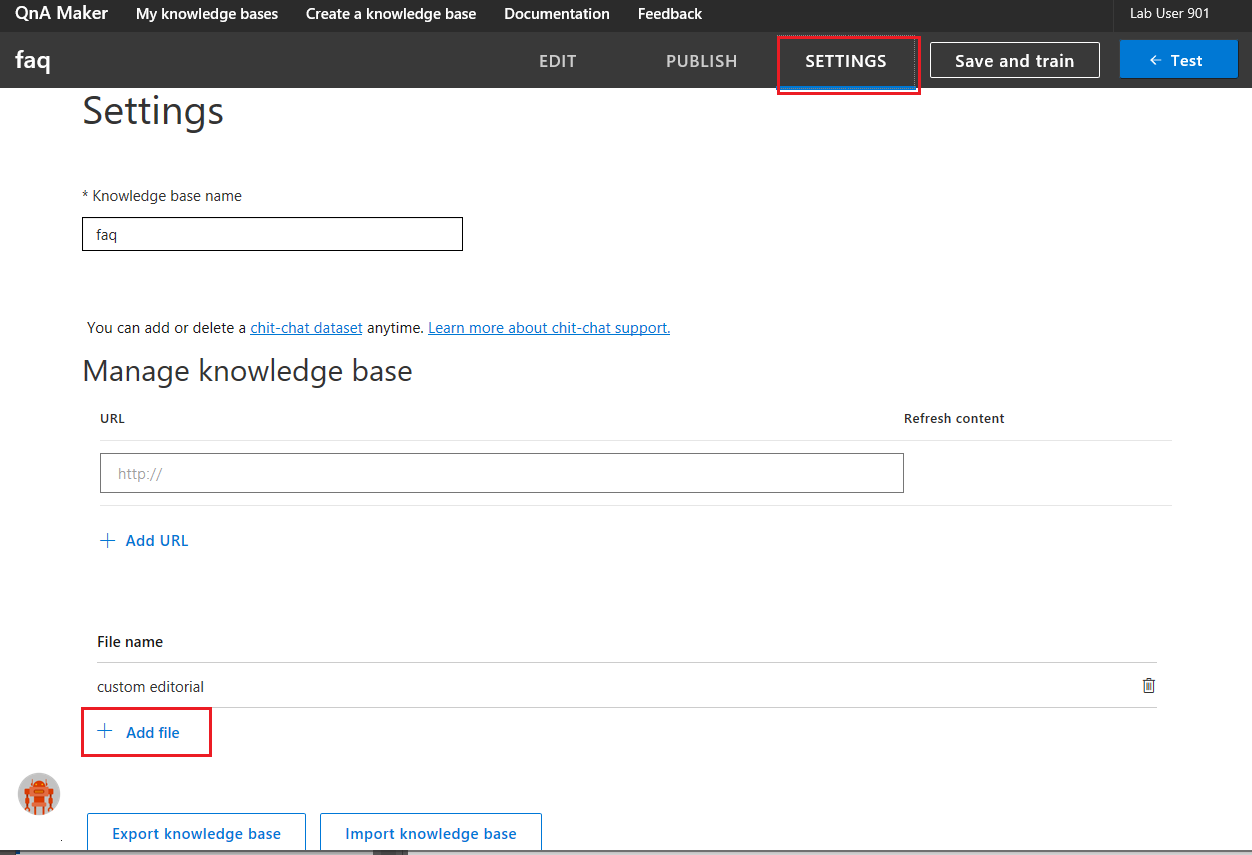 QnA Maker My knowledge bases Create a knowledge base Documentation Feedback Lab User 901
faq EDIT PUBLISH SETTINGS Save and train ← Test
Settings
* Knowledge base name
faq
You can add or delete a chit-chat dataset anytime. Learn more about chit-chat support.
Manage knowledge base
URL Refresh content
http://
+ Add URL
File name
custom editorial
+ Add file
Export knowledge base Import knowledge base